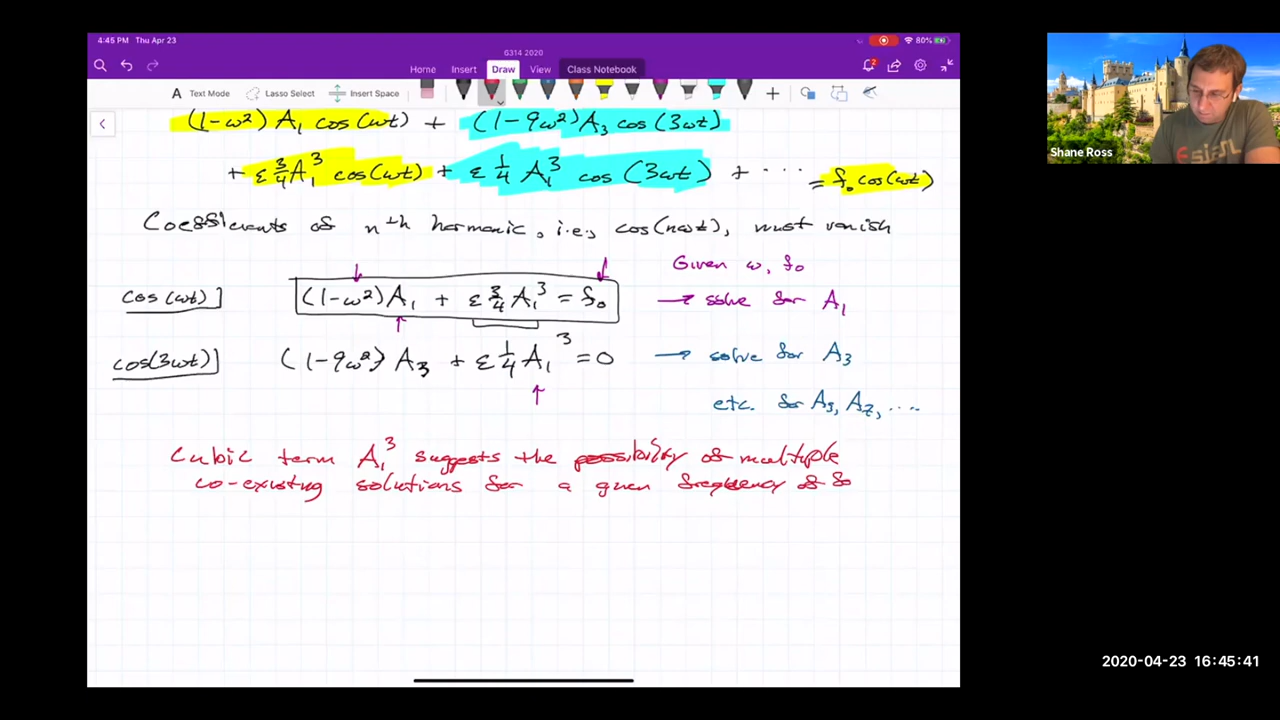 4:45 PM Thu Apr 23
80%
G314 2020
Home Insert Draw View Class Notebook
2
A Text Mode Lasso Select Insert Space
(1-ω²) A₁ cos(ωt) + (1-9ω²)A₃ cos(3ωt)
+ ε 3/4 A₁³ cos(ωt) + ε 1/4 A₁³ cos (3ωt) + ... = f₀ cos(ωt)
Coefficients of nth harmonic, i.e., cos(nωt), must vanish
Given ω, f₀
cos(ωt)] (1-ω²)A₁ + ε 3/4 A₁³ = f₀ → solve for A₁
cos(3ωt)] (1-9ω²) A₃ + ε 1/4 A₁³ = 0 → solve for A₃
etc. for A₅, A₇, ....
Cubic term A₁³ suggests the possibility of multiple
co-existing solutions for a given frequency of f₀
Shane Ross
2020-04-23 16:45:41